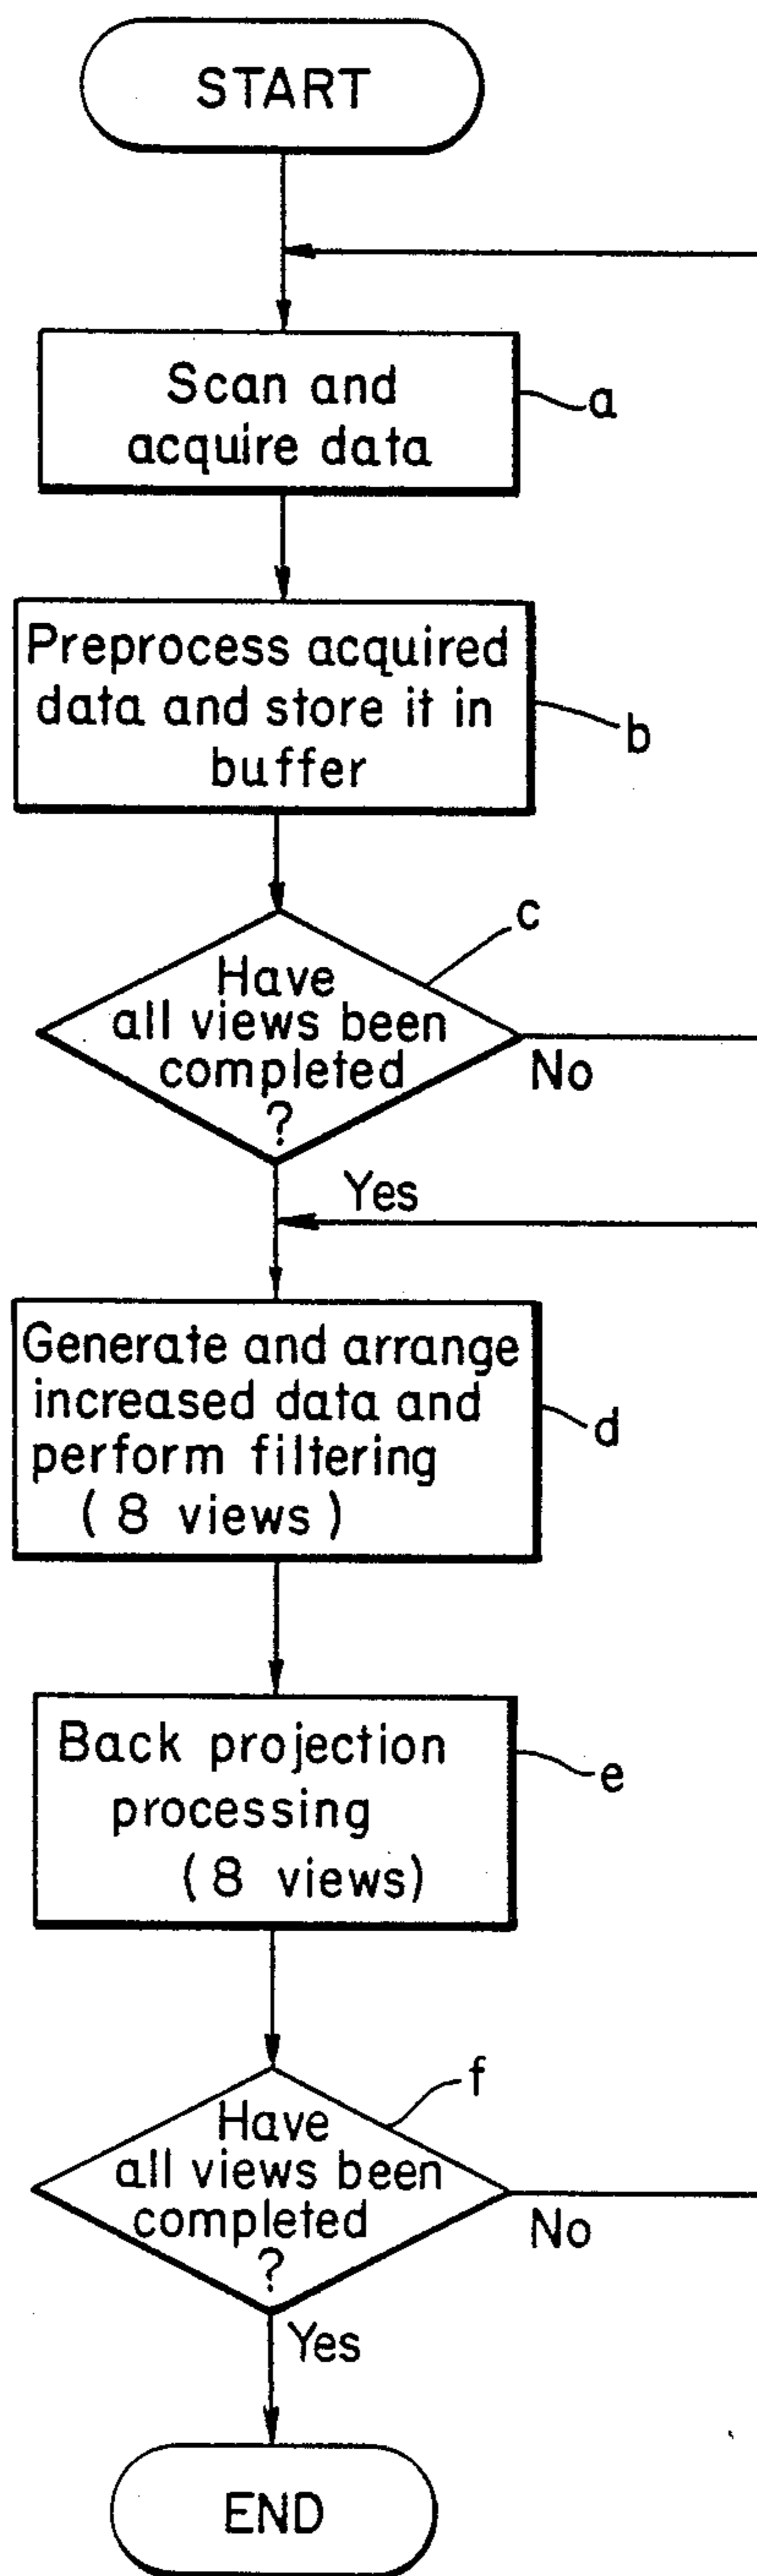 START
Scan and
acquire data
a
Preprocess acquired
data and store it in
buffer
b
c
Have
all views been
completed
?
No
Yes
Generate and arrange
increased data and
perform filtering
( 8 views )
d
Back projection
processing
( 8 views)
e
f
Have
all views been
completed
?
No
Yes
END